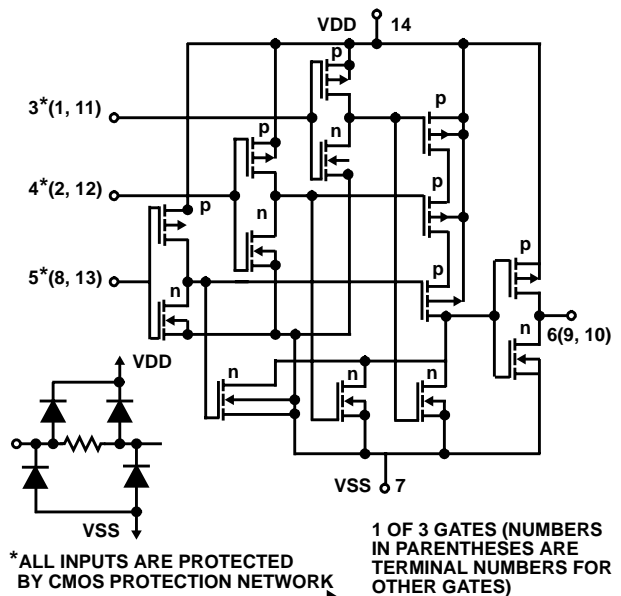 VDD 14
p
3*(1, 11)
n
p
p
4*(2, 12)
n
p
p
p
p
5*(8, 13)
n
n
6(9, 10)
VDD
n
n
n
VSS
VSS 7
*ALL INPUTS ARE PROTECTED
BY CMOS PROTECTION NETWORK
1 OF 3 GATES (NUMBERS
IN PARENTHESES ARE
TERMINAL NUMBERS FOR
OTHER GATES)